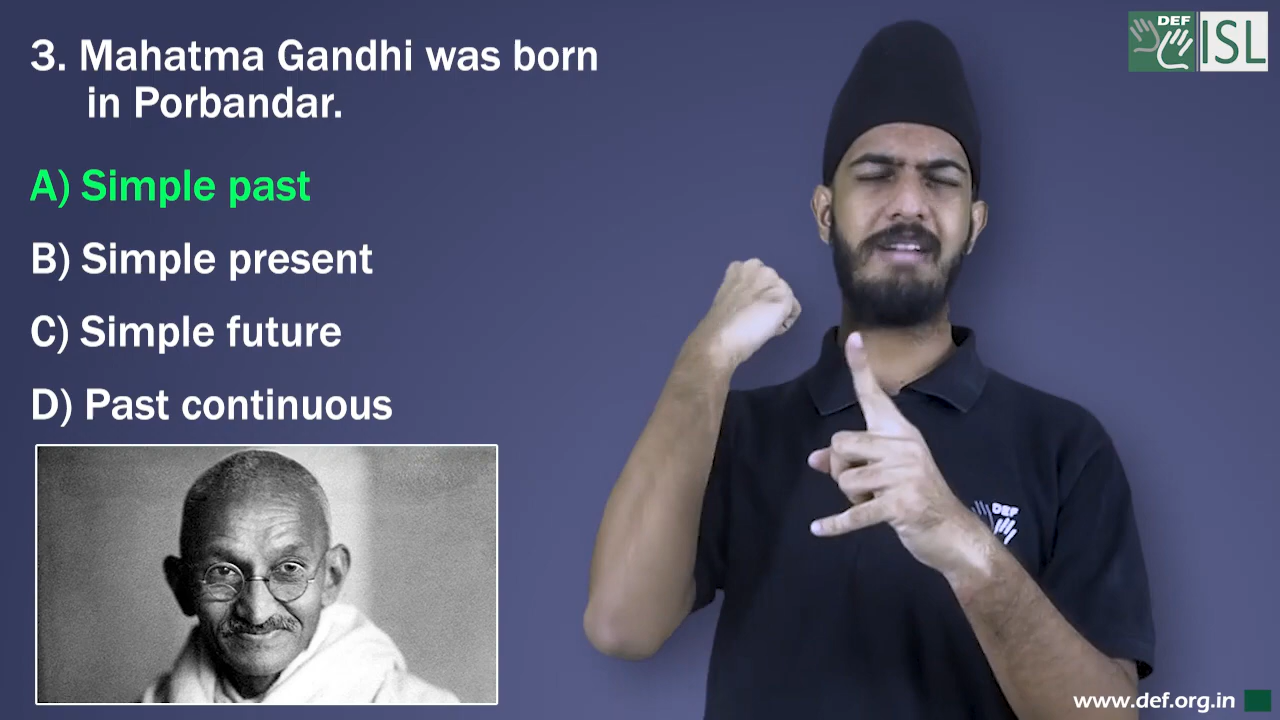 3. Mahatma Gandhi was born
in Porbandar.
A) Simple past
B) Simple present
C) Simple future
D) Past continuous
DEF
ISL
DEF
www.def.org.in